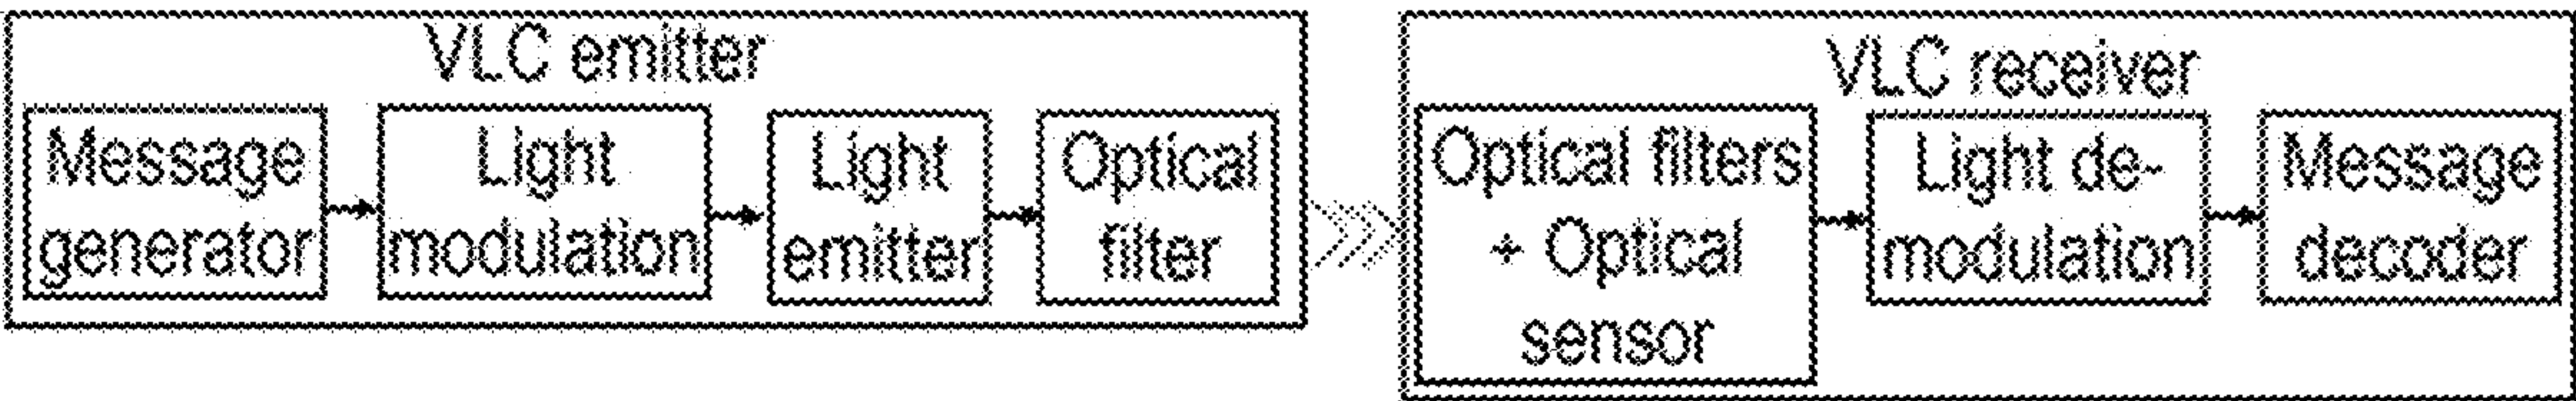 VLC emitter
Message
generator
Light
modulation
Light
emitter
Optical
filter
VLC receiver
Optical filters
+ Optical
sensor
Light de-
modulation
Message
decoder